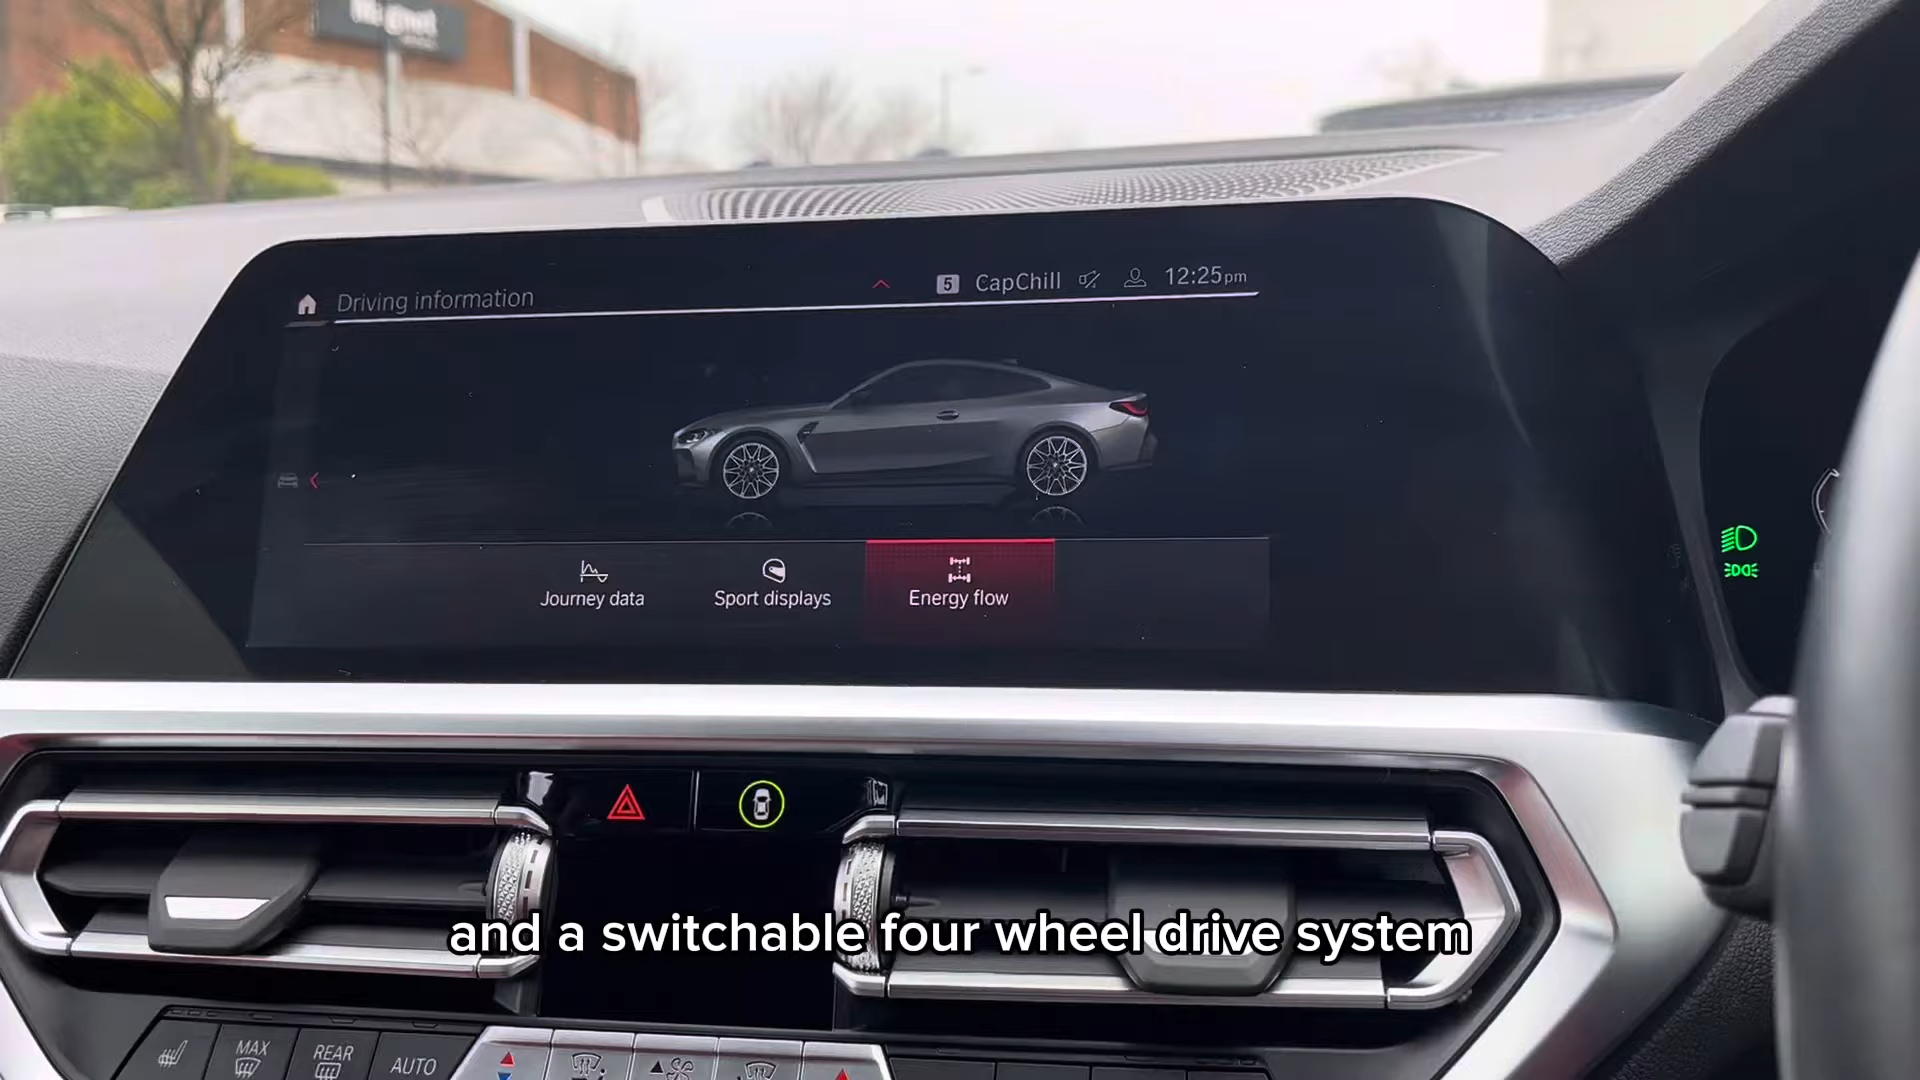 Magnet
Driving information
5 CapChill 12:25pm
Journey data
Sport displays
Energy flow
and a switchable four wheel drive system
MAX
REAR
AUTO